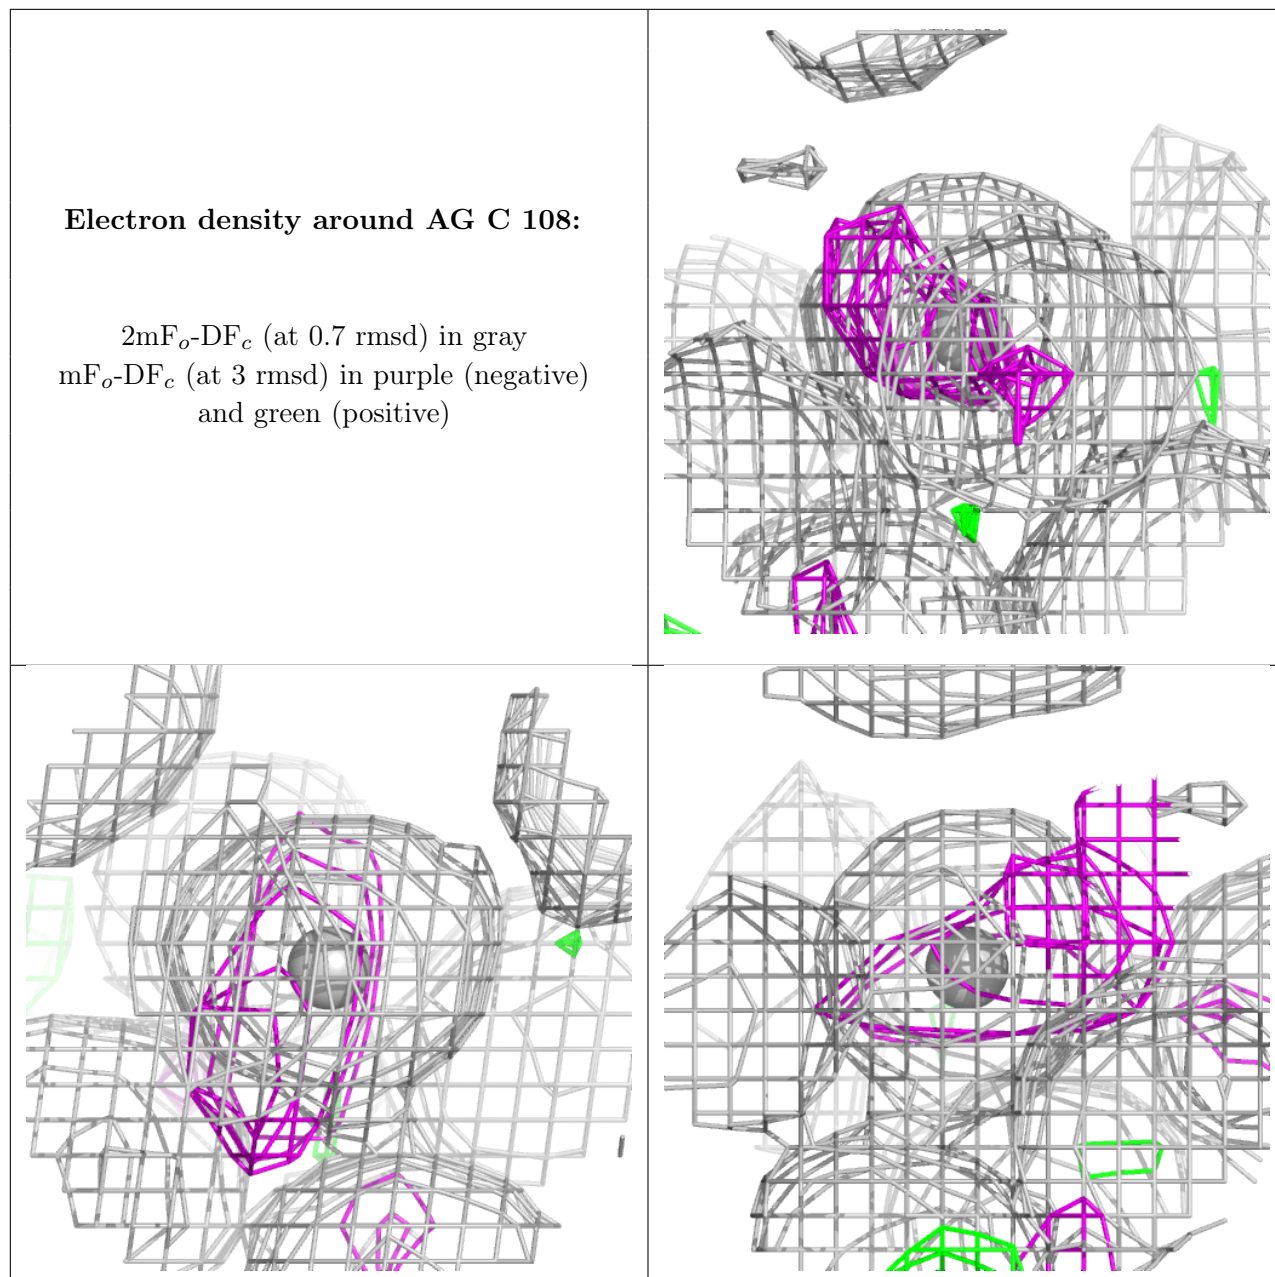 Electron density around AG C 108:
2mFo-DFc (at 0.7 rmsd) in gray
mFo-DFc (at 3 rmsd) in purple (negative)
and green (positive)